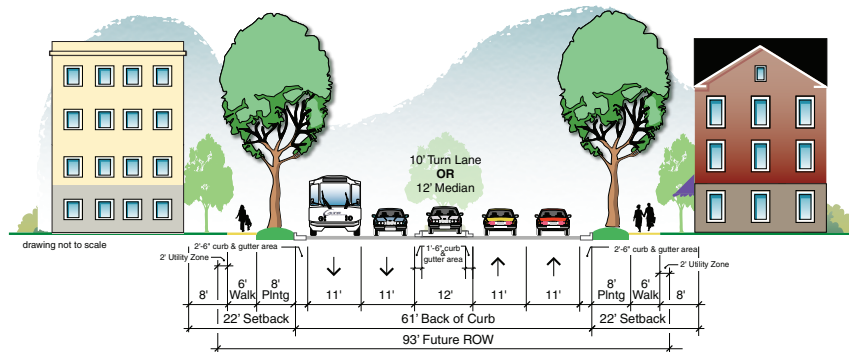 10' Turn Lane
OR
12' Median
drawing not to scale
2'-6" curb & gutter area
1'-6" curb
&
gutter area
2'-6" curb & gutter area
2' Utility Zone
2' Utility Zone
8'
6'
Walk
8'
Plntg
11'
11'
12'
11'
11'
8'
Plntg
6'
Walk
8'
22' Setback
61' Back of Curb
22' Setback
93' Future ROW